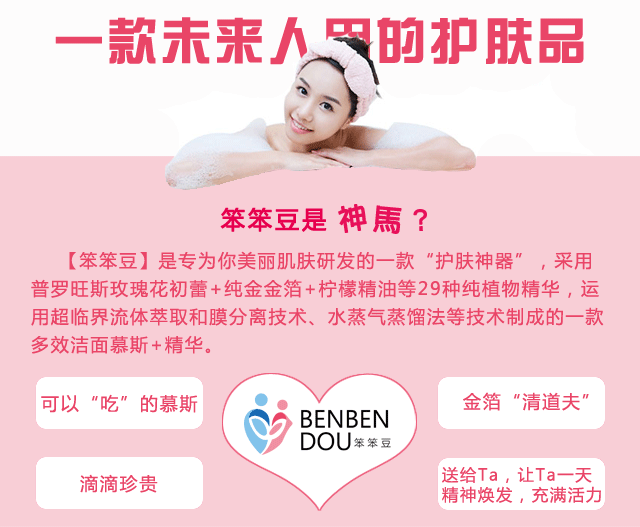 一款未来人用的护肤品
笨笨豆是 神馬 ？
【笨笨豆】是专为你美丽肌肤研发的一款“护肤神器”，采用
普罗旺斯玫瑰花初蕾+纯金金箔+柠檬精油等29种纯植物精华，运
用超临界流体萃取和膜分离技术、水蒸气蒸馏法等技术制成的一款
多效洁面慕斯+精华。
可以“吃”的慕斯
金箔“清道夫”
BENBEN
DOU 笨笨豆
滴滴珍贵
送给Ta，让Ta一天
精神焕发，充满活力